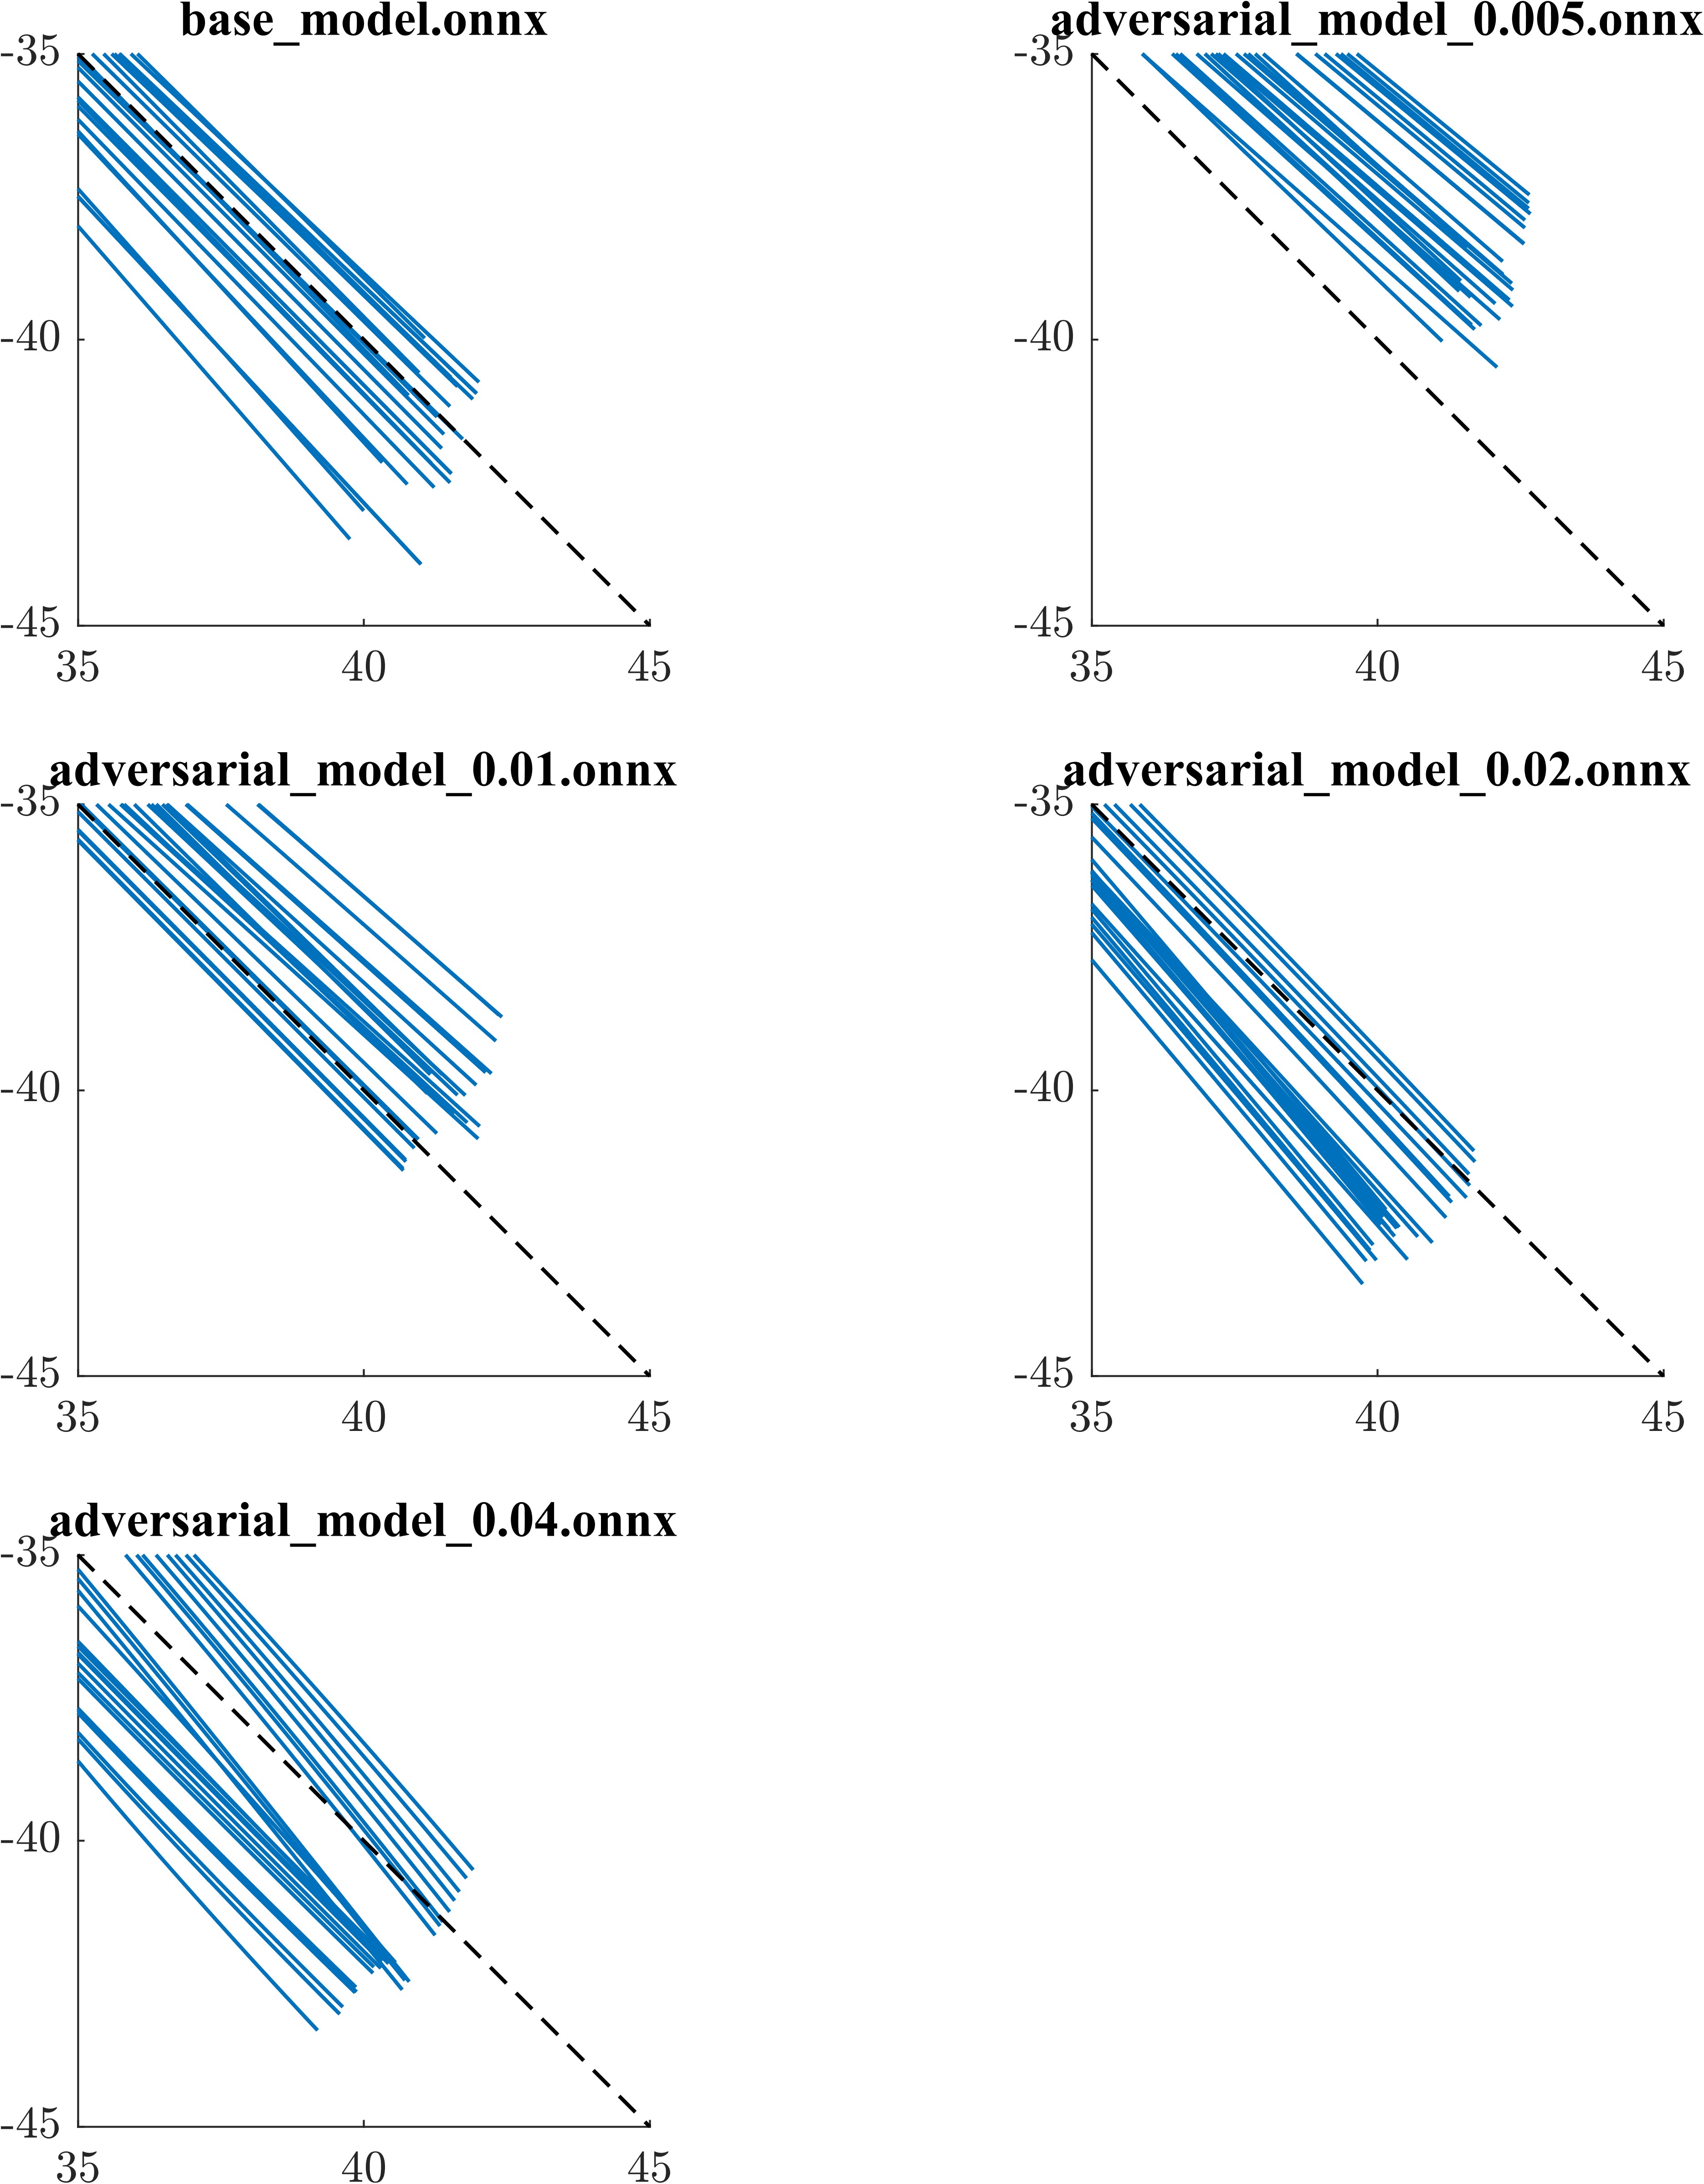 base_model.onnx
-35
-40
-45
35 40 45
adversarial_model_0.005.onnx
-35
-40
-45
35 40 45
adversarial_model_0.01.onnx
-35
-40
-45
35 40 45
adversarial_model_0.02.onnx
-35
-40
-45
35 40 45
adversarial_model_0.04.onnx
-35
-40
-45
35 40 45